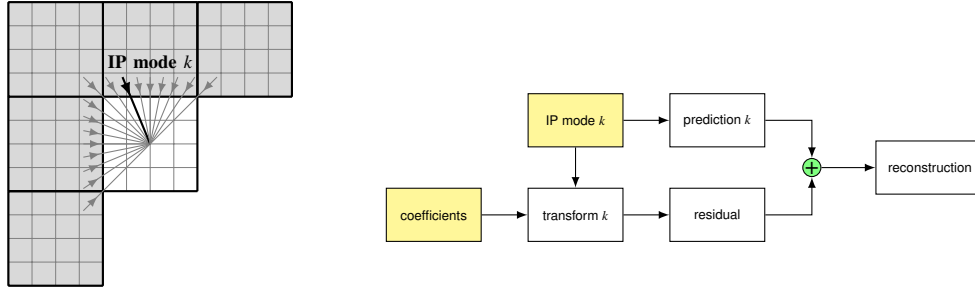 IP mode k
IP mode k
prediction k
+
reconstruction
coefficients
transform k
residual